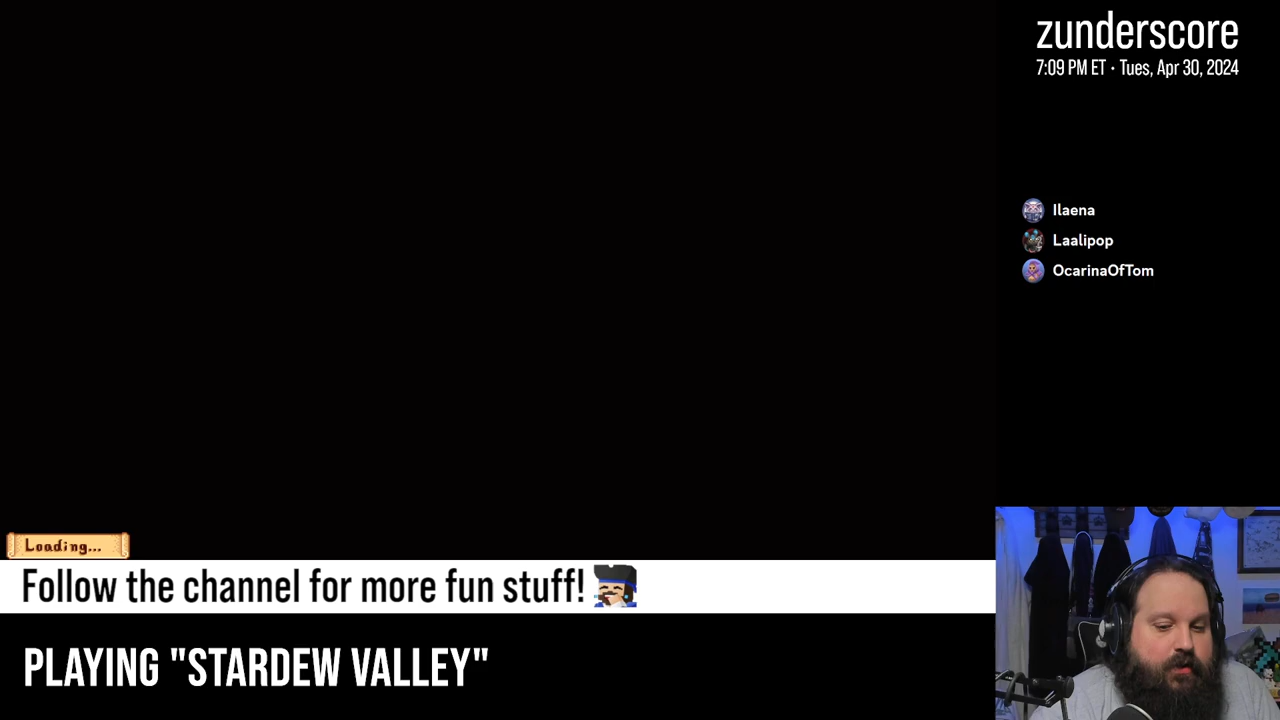 zunderscore
7:09 PM ET · Tues, Apr 30, 2024
Ilaena
Laalipop
OcarinaOfTom
Loading...
Follow the channel for more fun stuff!
PLAYING "STARDEW VALLEY"